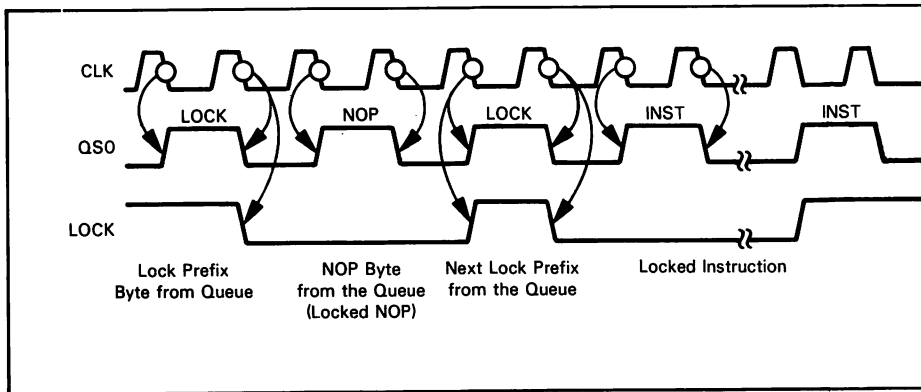 CLK
LOCK NOP LOCK INST INST
QS0
LOCK
Lock Prefix
Byte from Queue
NOP Byte
from the Queue
(Locked NOP)
Next Lock Prefix
from the Queue
Locked Instruction